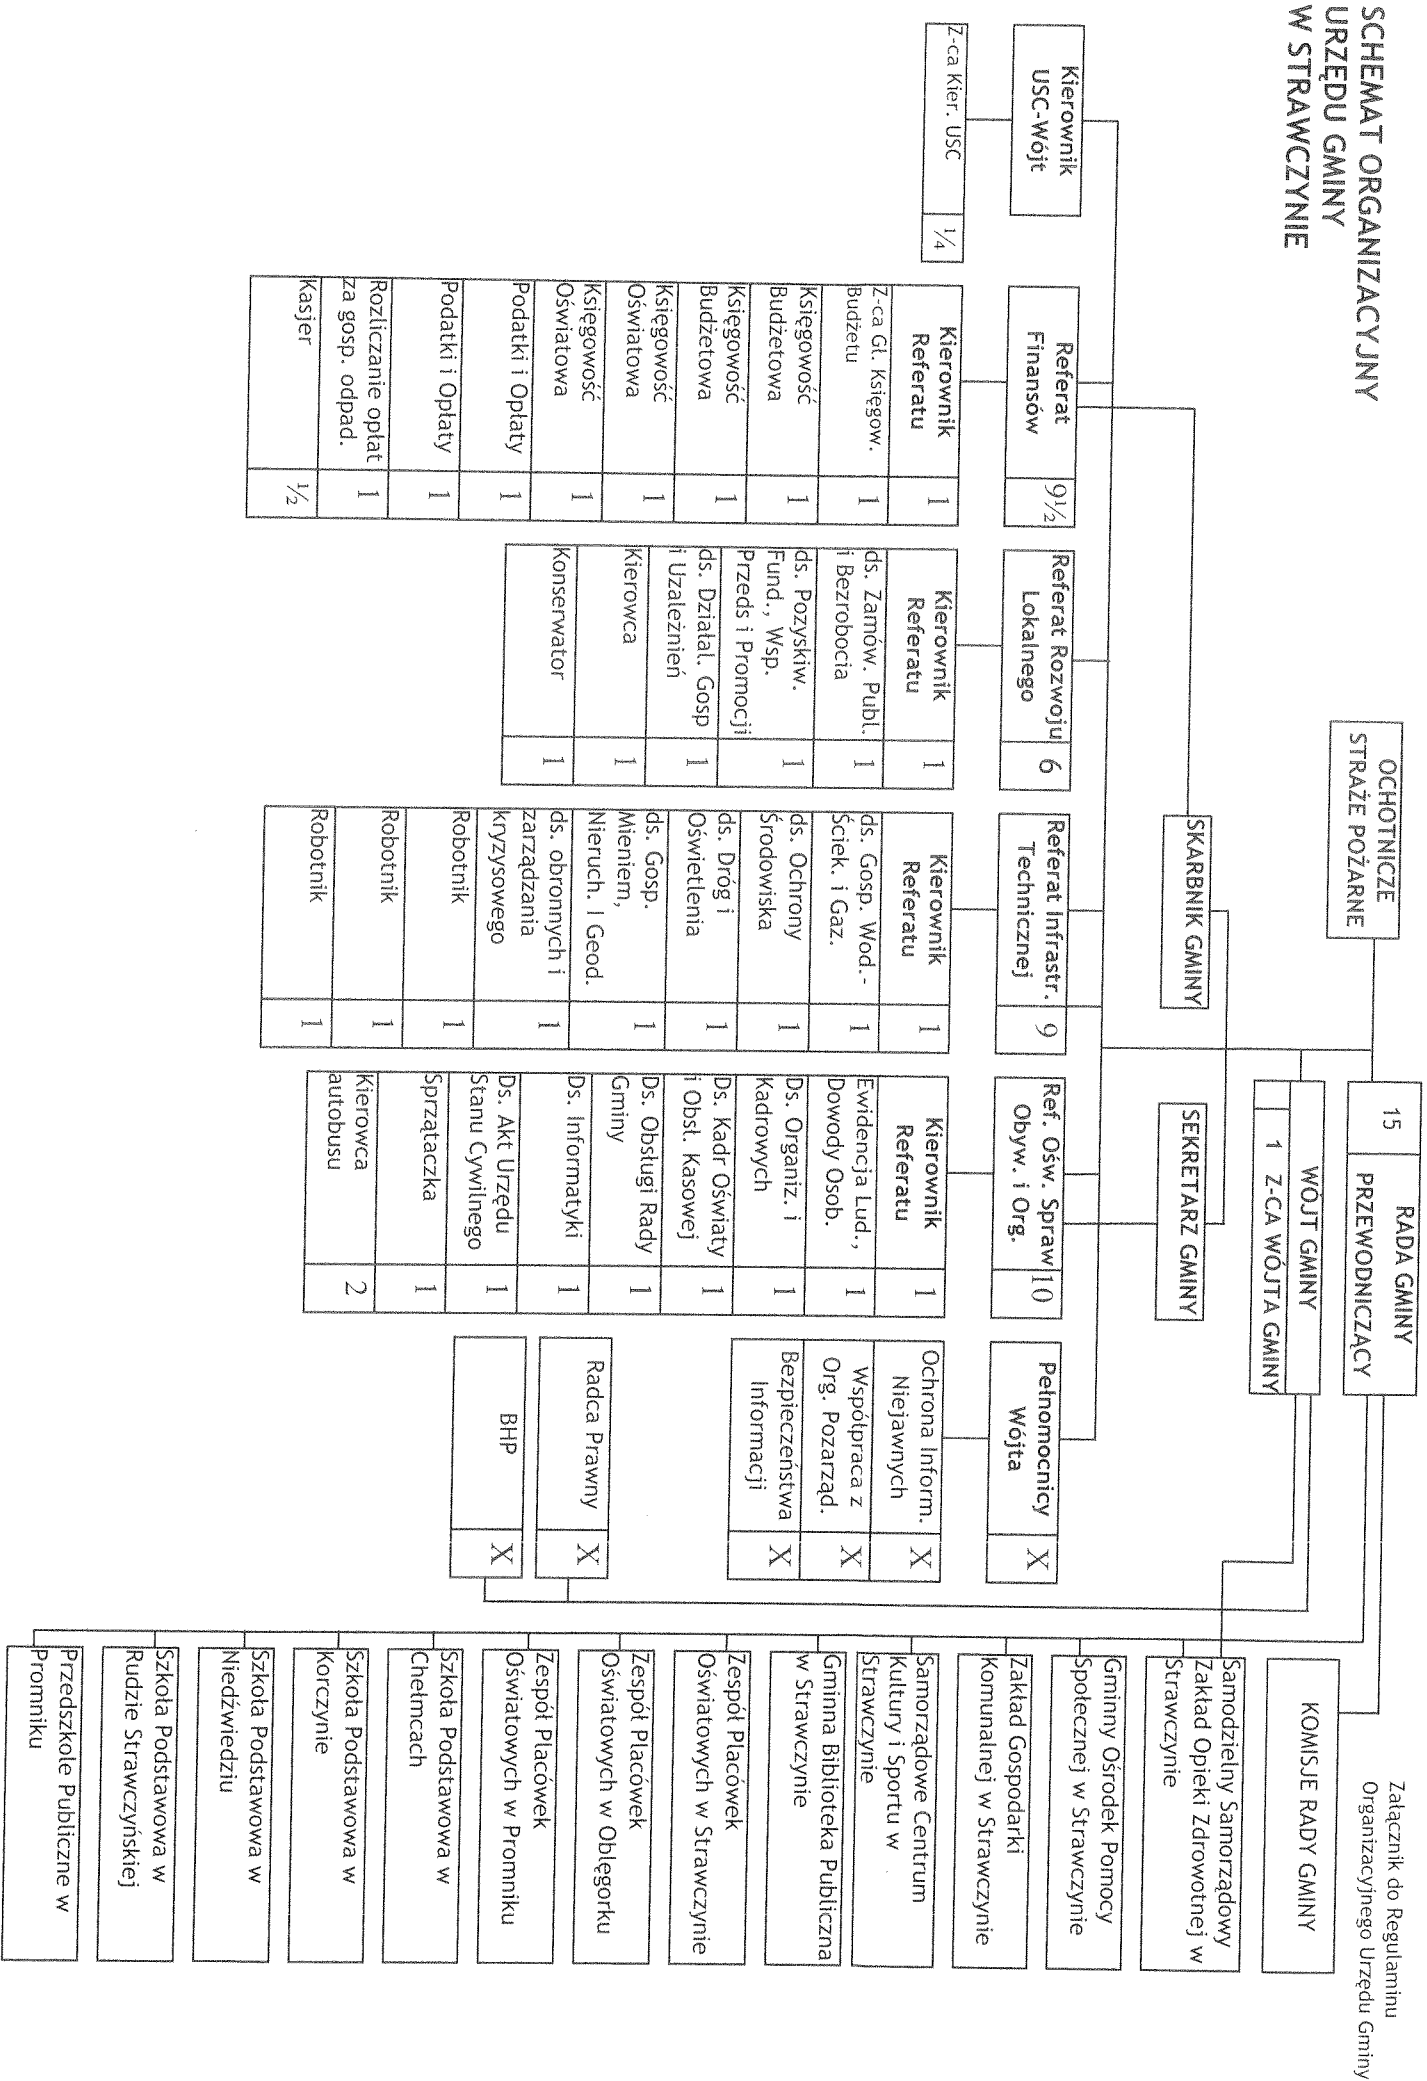 SCHEMAT ORGANIZACYJNY
URZĘDU GMINY
W STRAWCZYNIE
Załącznik do Regulaminu
Organizacyjnego Urzędu Gminy
OCHOTNICZE
STRAŻE POŻARNE
15
RADA GMINY
PRZEWODNICZĄCY
WÓJT GMINY
1 Z-CA WÓJTA GMINY
KOMISJE RADY GMINY
SKARBNIK GMINY
SEKRETARZ GMINY
Kierownik
USC-Wójt
Z-ca Kier. USC
¼
Referat
Finansów
9½
Kierownik
Referatu
1
Z-ca Gł. Księgow.
Budżetu
1
Księgowość
Budżetowa
1
Księgowość
Budżetowa
1
Księgowość
Oświatowa
1
Księgowość
Oświatowa
1
Podatki i Opłaty
1
Podatki i Opłaty
1
Rozliczanie opłat
za gosp. odpad.
1
Kasjer
½
Referat Rozwoju
Lokalnego
6
Kierownik
Referatu
1
ds. Zamów. Publ.
i Bezrobocia
1
ds. Pozyskiw.
Fund., Wsp.
Przeds i Promocji
1
ds. Działal. Gosp
i Uzależnień
1
Kierowca
1
Konserwator
1
Referat Infrastr.
Technicznej
9
Kierownik
Referatu
1
ds. Gosp. Wod.-
Ściek. i Gaz.
1
ds. Ochrony
Środowiska
1
ds. Dróg i
Oświetlenia
1
ds. Gosp.
Mieniem,
Nieruch. I Geod.
1
ds. obronnych i
zarządzania
kryzysowego
1
Robotnik
1
Robotnik
1
Robotnik
1
Ref. Ośw. Spraw
Obyw. i Org.
10
Kierownik
Referatu
1
Ewidencja Lud.,
Dowody Osob.
1
Ds. Organiz. i
Kadrowych
1
Ds. Kadr Oświaty
i Obsł. Kasowej
1
Ds. Obsługi Rady
Gminy
1
Ds. Informatyki
1
Ds. Akt Urzędu
Stanu Cywilnego
1
Sprzątaczka
1
Kierowca
autobusu
2
Pełnomocnicy
Wójta
X
Ochrona Inform.
Niejawnych
X
Współpraca z
Org. Pozarząd.
X
Bezpieczeństwa
Informacji
X
Radca Prawny
X
BHP
X
Samodzielny Samorządowy
Zakład Opieki Zdrowotnej w
Strawczynie
Gminny Ośrodek Pomocy
Społecznej w Strawczynie
Zakład Gospodarki
Komunalnej w Strawczynie
Samorządowe Centrum
Kultury i Sportu w
Strawczynie
Gminna Biblioteka Publiczna
w Strawczynie
Zespół Placówek
Oświatowych w Strawczynie
Zespół Placówek
Oświatowych w Oblęgorku
Zespół Placówek
Oświatowych w Promniku
Szkoła Podstawowa w
Chełmcach
Szkoła Podstawowa w
Korczynie
Szkoła Podstawowa w
Niedźwiedziu
Szkoła Podstawowa w
Rudzie Strawczyńskiej
Przedszkole Publiczne w
Promniku